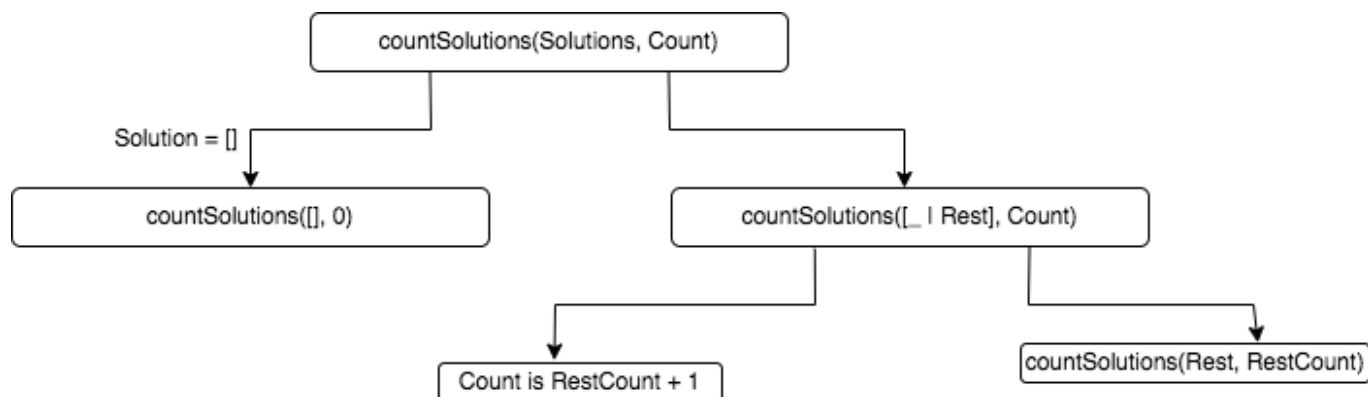 countSolutions(Solutions, Count)
Solution = []
countSolutions([], 0)
countSolutions([_ | Rest], Count)
countSolutions(Rest, RestCount)
Count is RestCount + 1